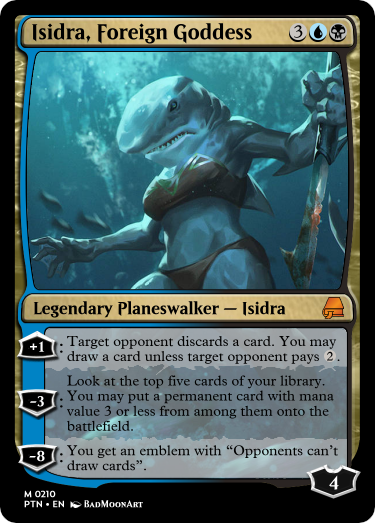 Isidra, Foreign Goddess 3
Legendary Planeswalker — Isidra
+1: Target opponent discards a card. You may
draw a card unless target opponent pays 2.
Look at the top five cards of your library.
-3: You may put a permanent card with mana
value 3 or less from among them onto the
battlefield.
-8: You get an emblem with “Opponents can’t
draw cards”.
4
M 0210
PTN • EN BadMoonArt